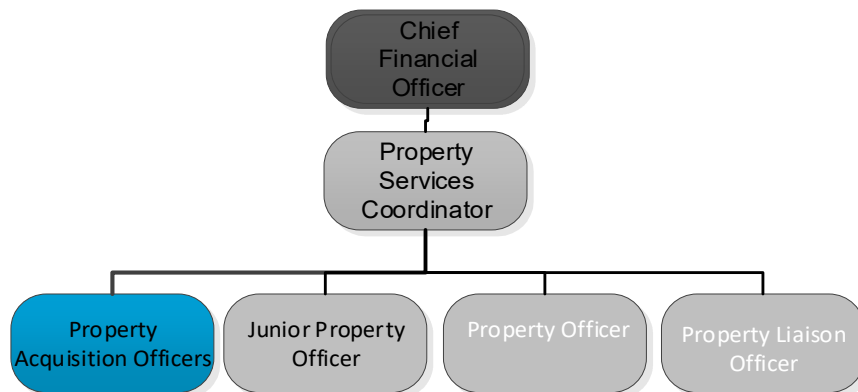 Chief
Financial
Officer
Property
Services
Coordinator
Property
Acquisition Officers
Junior Property
Officer
Property Officer
Property Liaison
Officer